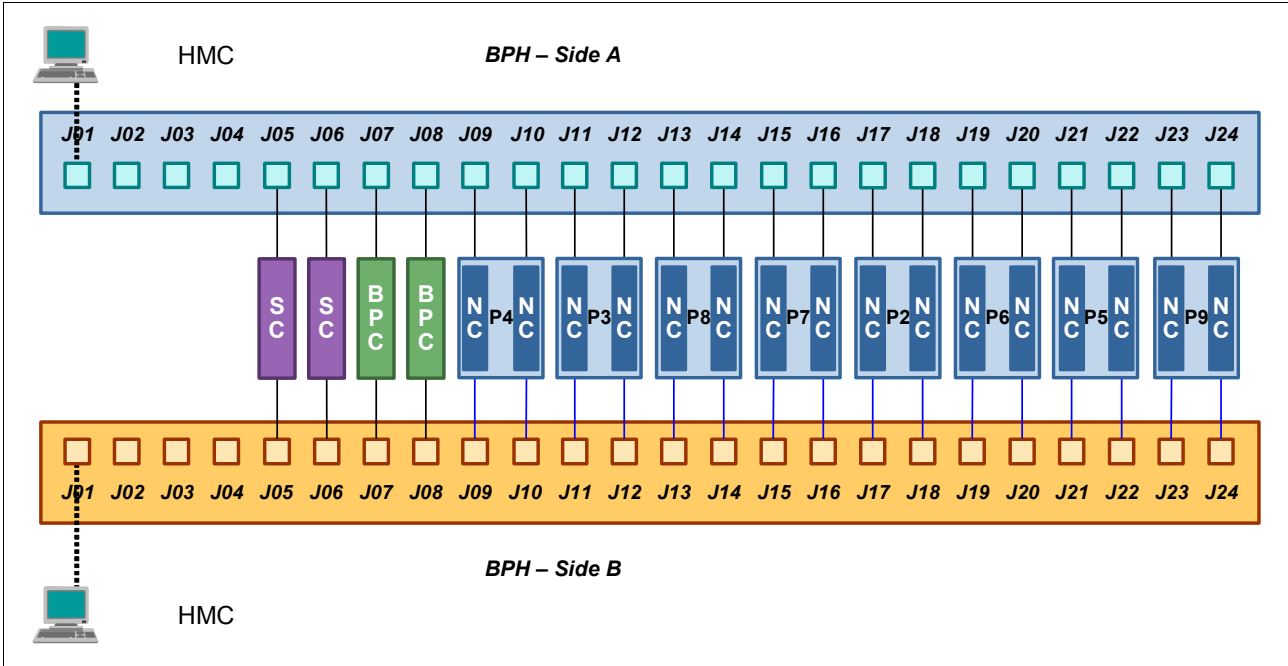 HMC
BPH – Side A
J01 J02 J03 J04 J05 J06 J07 J08 J09 J10 J11 J12 J13 J14 J15 J16 J17 J18 J19 J20 J21 J22 J23 J24
SC SC BPC BPC NC P4 NC NC P3 NC NC P8 NC NC P7 NC NC P2 NC NC P6 NC NC P5 NC NC P9 NC
J01 J02 J03 J04 J05 J06 J07 J08 J09 J10 J11 J12 J13 J14 J15 J16 J17 J18 J19 J20 J21 J22 J23 J24
BPH – Side B
HMC